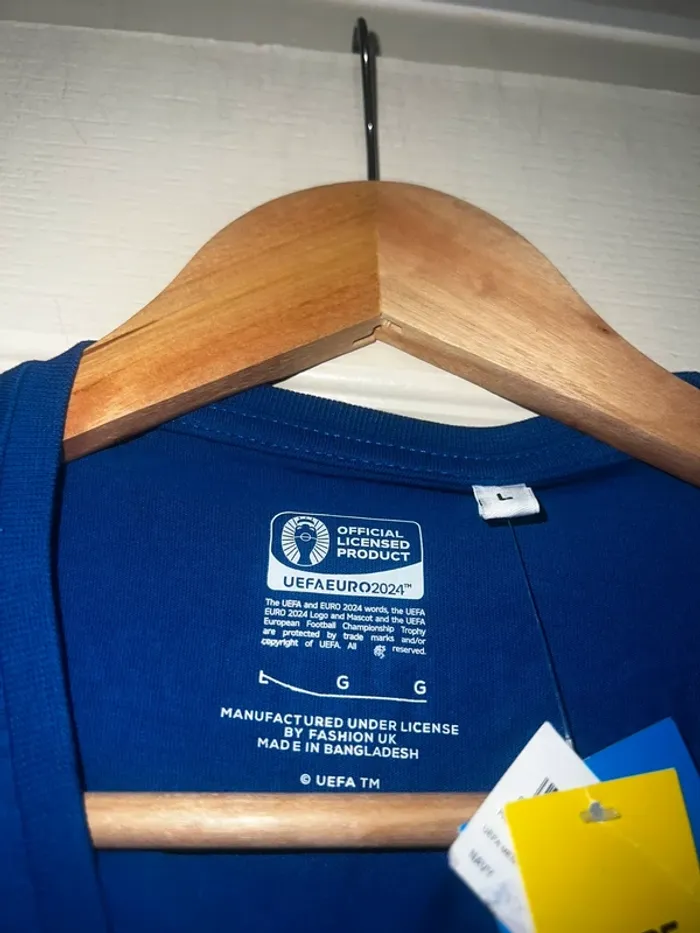 L
OFFICIAL
LICENSED
PRODUCT
UEFAEURO2024™
The UEFA and EURO 2024 words, the UEFA
EURO 2024 Logo and Mascot and the UEFA
European Football Championship Trophy
are protected by trade marks and/or
copyright of UEFA. All reserved.
L G G
MANUFACTURED UNDER LICENSE
BY FASHION UK
MADE IN BANGLADESH
© UEFA TM
UEFA